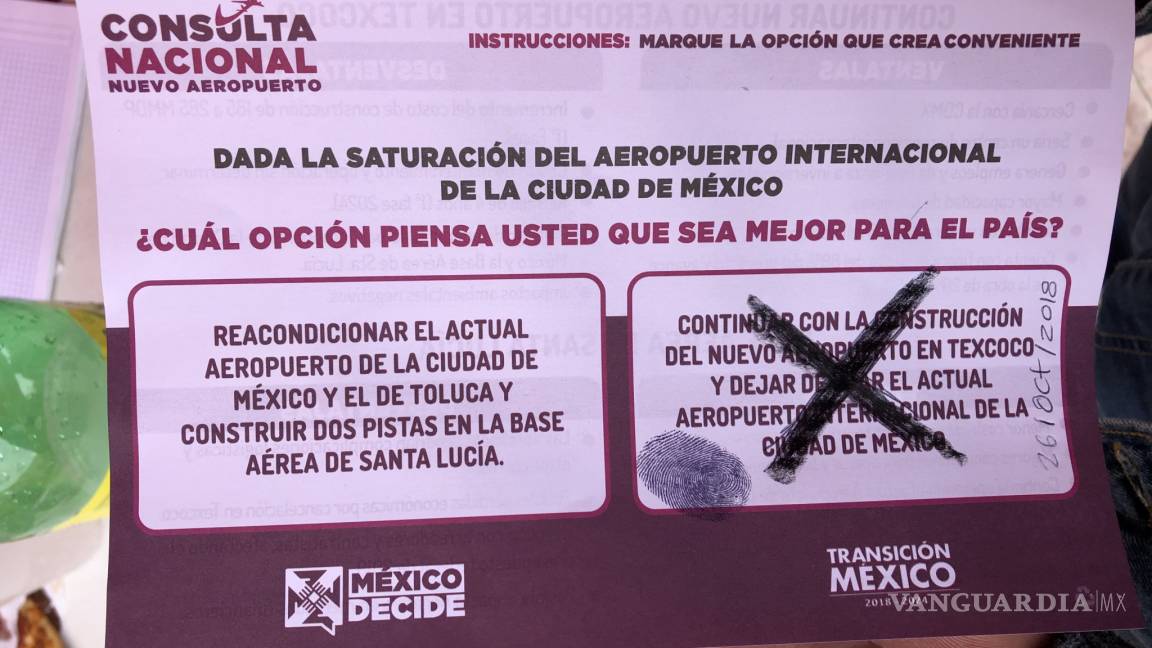 CONSULTA
NACIONAL
NUEVO AEROPUERTO
INSTRUCCIONES: MARQUE LA OPCIÓN QUE CREA CONVENIENTE
DADA LA SATURACIÓN DEL AEROPUERTO INTERNACIONAL
DE LA CIUDAD DE MÉXICO
¿CUÁL OPCIÓN PIENSA USTED QUE SEA MEJOR PARA EL PAÍS?
REACONDICIONAR EL ACTUAL
AEROPUERTO DE LA CIUDAD DE
MÉXICO Y EL DE TOLUCA Y
CONSTRUIR DOS PISTAS EN LA BASE
AÉREA DE SANTA LUCÍA.
CONTINUAR CON LA CONSTRUCCIÓN
DEL NUEVO AEROPUERTO EN TEXCOCO
Y DEJAR DE USAR EL ACTUAL
AEROPUERTO INTERNACIONAL DE LA
CIUDAD DE MÉXICO.
26/Oct/2018
MÉXICO
DECIDE
TRANSICIÓN
MÉXICO
2018 - 2024
VANGUARDIA|MX